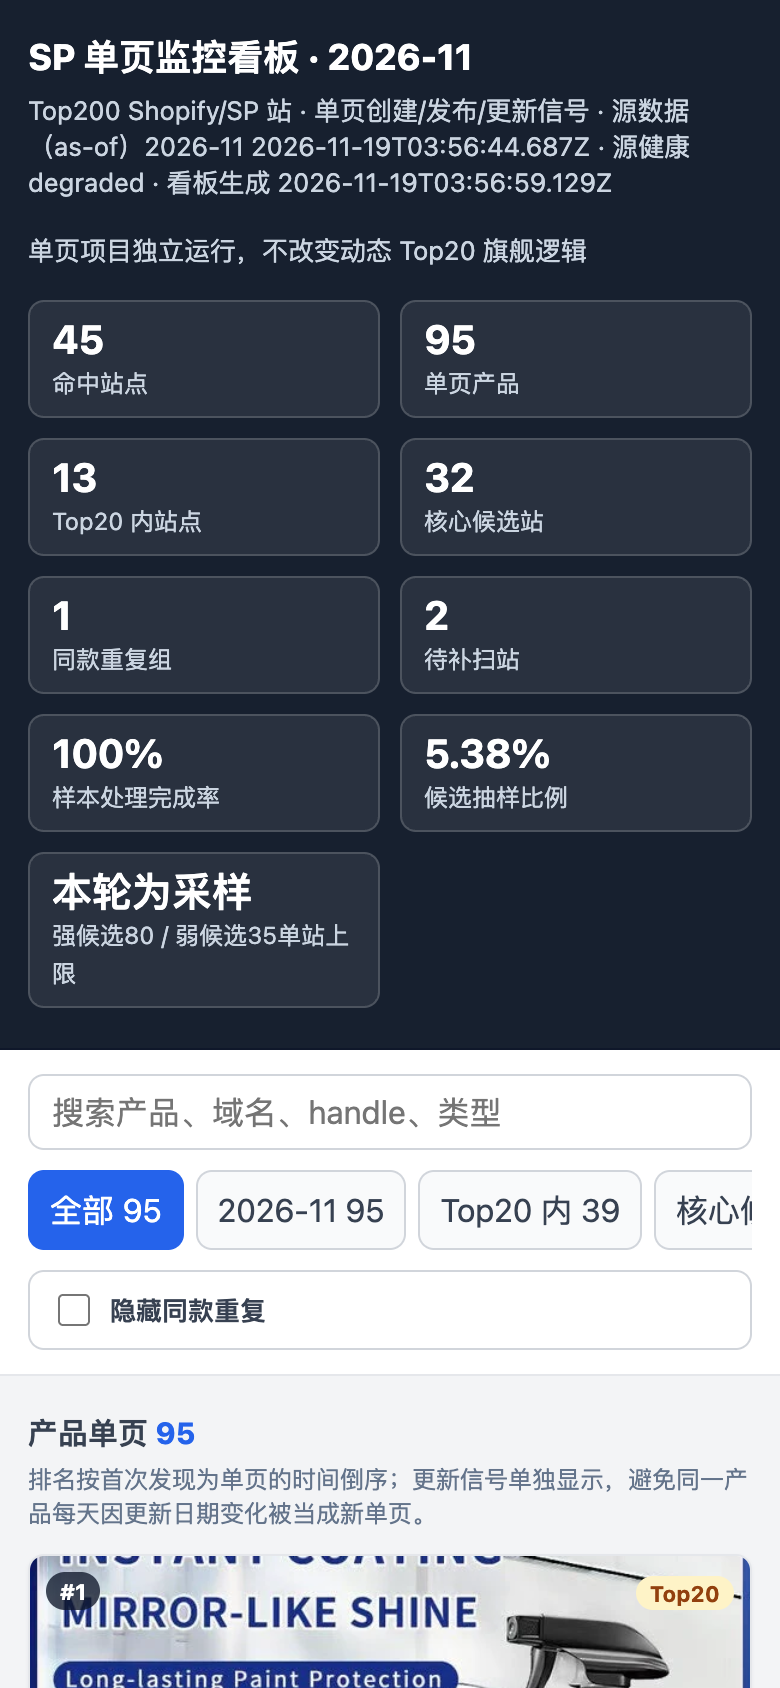 SP 单页监控看板 · 2026-11
Top200 Shopify/SP 站 · 单页创建/发布/更新信号 · 源数据
（as-of）2026-11 2026-11-19T03:56:44.687Z · 源健康
degraded · 看板生成 2026-11-19T03:56:59.129Z
单页项目独立运行，不改变动态 Top20 旗舰逻辑
45
命中站点
95
单页产品
13
Top20 内站点
32
核心候选站
1
同款重复组
2
待补扫站
100%
样本处理完成率
5.38%
候选抽样比例
本轮为采样
强候选80 / 弱候选35单站上
限
搜索产品、域名、handle、类型
全部 95
2026-11 95
Top20 内 39
核心
隐藏同款重复
产品单页 95
排名按首次发现为单页的时间倒序；更新信号单独显示，避免同一产
品每天因更新日期变化被当成新单页。
INSTANT COATING
#1
Top20
MIRROR-LIKE SHINE
Long-lasting Paint Protection